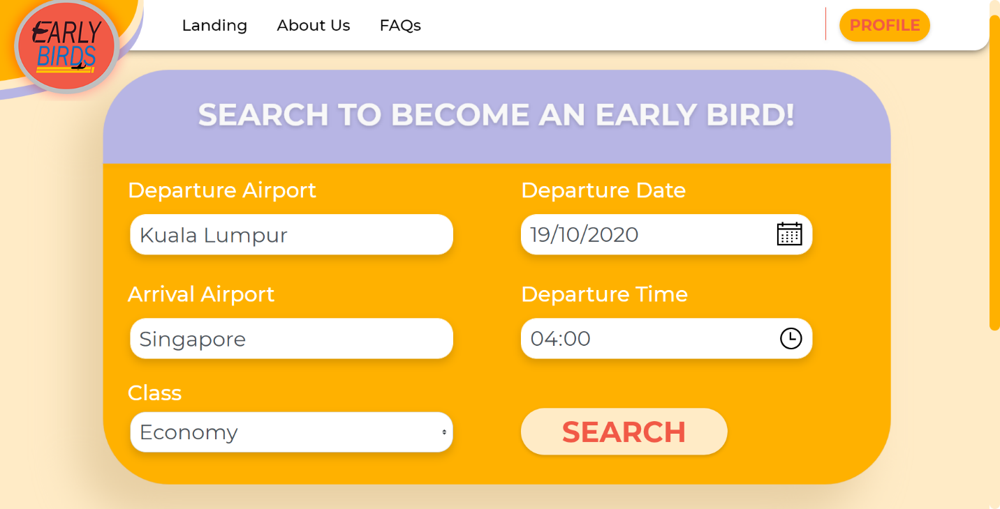 EARLY
BIRDS
Landing
About Us
FAQs
PROFILE
SEARCH TO BECOME AN EARLY BIRD!
Departure Airport
Kuala Lumpur
Departure Date
19/10/2020
Arrival Airport
Singapore
Departure Time
04:00
Class
Economy
SEARCH